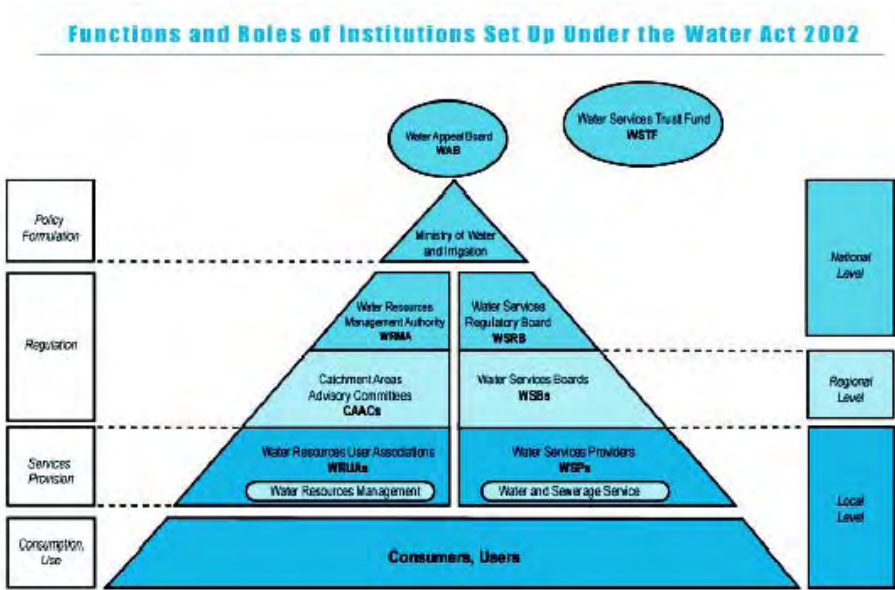 Functions and Roles of Institutions Set Up Under the Water Act 2002
Water Appeal Board
WAB
Water Services Trust Fund
WSTF
Policy
Formulation
Ministry of Water
and Irrigation
National
Level
Regulation
Water Resources
Management Authority
WRMA
Water Services
Regulatory Board
WSRB
Catchment Areas
Advisory Committees
CAACs
Water Services Boards
WSBs
Regional
Level
Services
Provision
Water Resources User Associations
WRUAs
Water Resources Management
Water Services Providers
WSPs
Water and Sewerage Service
Local
Level
Consumption,
Use
Consumers, Users